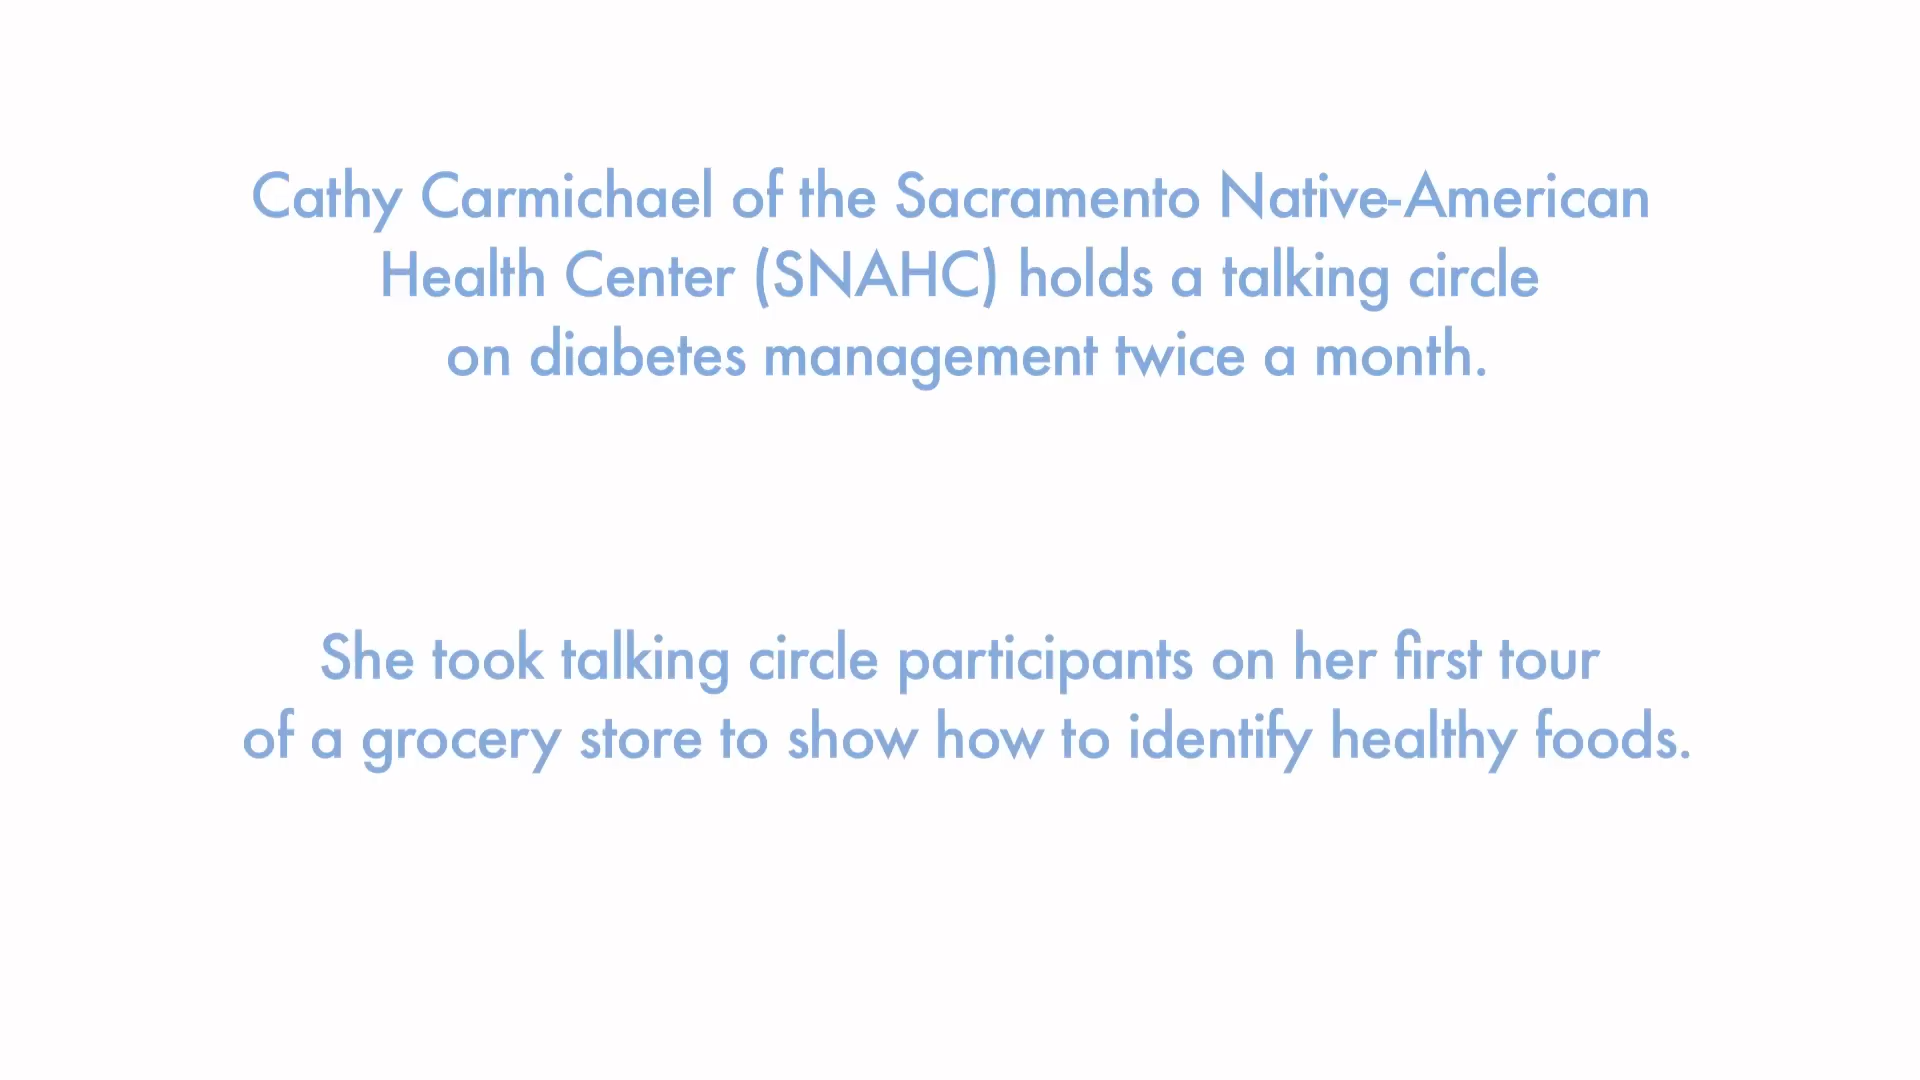 Cathy Carmichael of the Sacramento Native-American
Health Center (SNAHC) holds a talking circle
on diabetes management twice a month.
She took talking circle participants on her first tour
of a grocery store to show how to identify healthy foods.